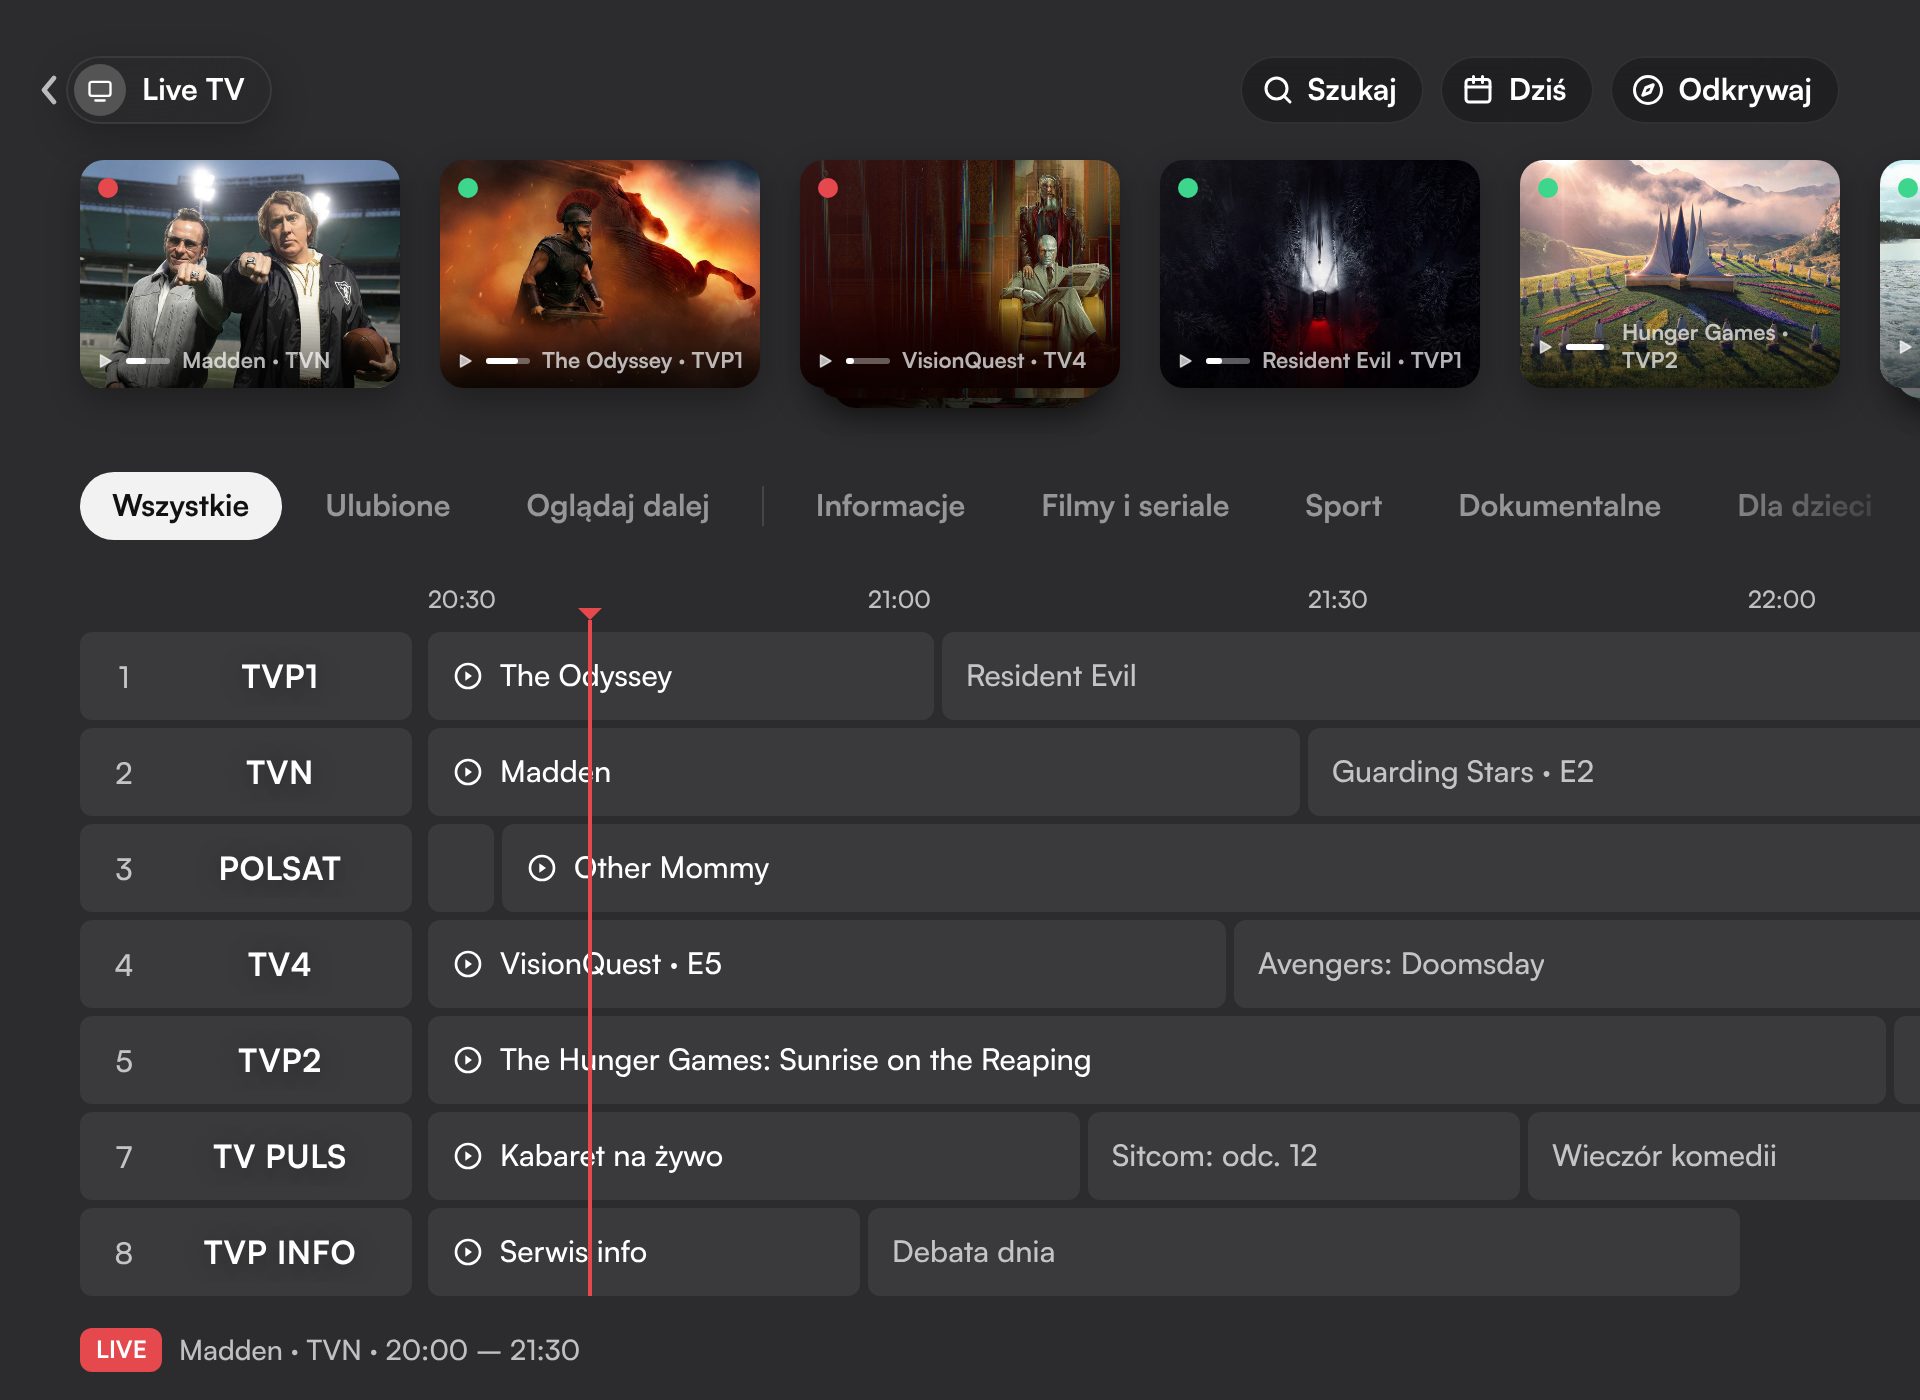 Live TV
Szukaj
Dziś
Odkrywaj
Madden • TVN
The Odyssey • TVP1
VisionQuest • TV4
Resident Evil • TVP1
Hunger Games •
TVP2
Wszystkie
Ulubione
Oglądaj dalej
Informacje
Filmy i seriale
Sport
Dokumentalne
Dla dzieci
20:30
21:00
21:30
22:00
1 TVP1 The Odyssey Resident Evil
2 TVN Madden Guarding Stars • E2
3 POLSAT Other Mommy
4 TV4 VisionQuest • E5 Avengers: Doomsday
5 TVP2 The Hunger Games: Sunrise on the Reaping
7 TV PULS Kabaret na żywo Sitcom: odc. 12 Wieczór komedii
8 TVP INFO Serwis info Debata dnia
LIVE Madden • TVN • 20:00 — 21:30